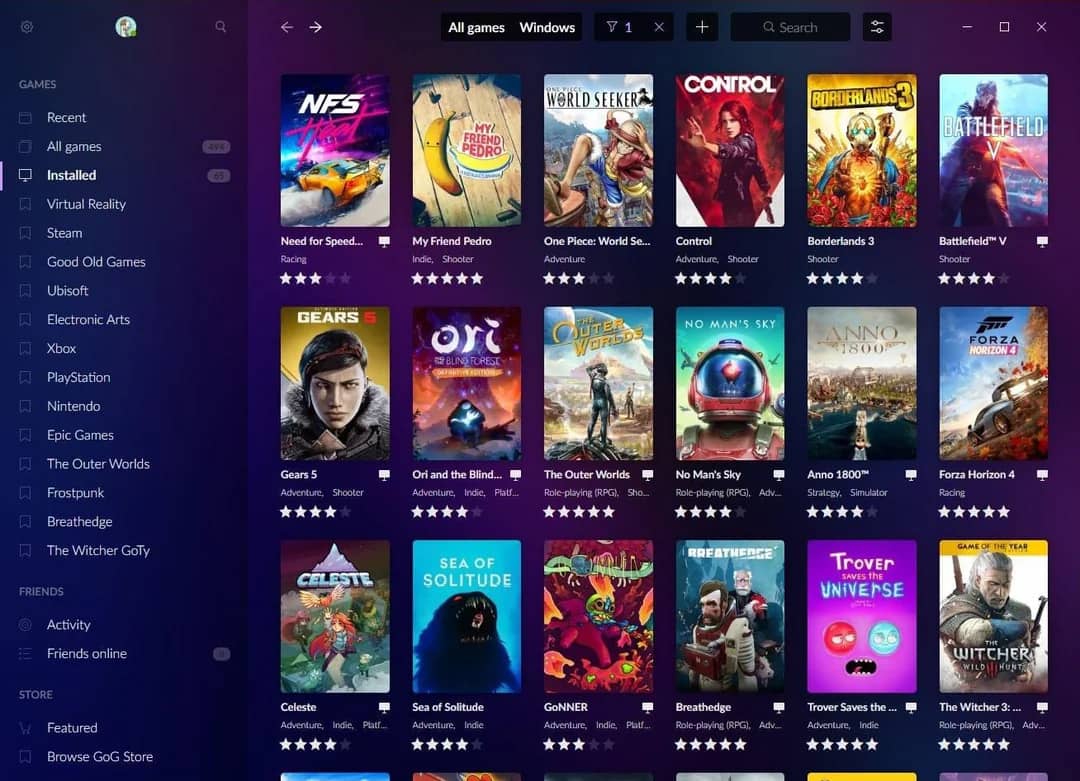 All games
Windows
1
Search
GAMES
Recent
All games
494
Installed
65
Virtual Reality
Steam
Good Old Games
Ubisoft
Electronic Arts
Xbox
PlayStation
Nintendo
Epic Games
The Outer Worlds
Frostpunk
Breathedge
The Witcher GoTy
FRIENDS
Activity
Friends online
STORE
Featured
Browse GoG Store
NFS
Heat
MY
FRIEND
PEDRO
ONE PIECE
WORLD SEEKER
CONTROL
BORDERLANDS 3
BATTLEFIELD
V
Need for Speed...
Racing
My Friend Pedro
Indie, Shooter
One Piece: World Se...
Adventure
Control
Adventure, Shooter
Borderlands 3
Shooter
Battlefield™ V
Shooter
GEARS 5
ori
AND THE BLIND FOREST
DEFINITIVE EDITION
THE
OUTER
WORLDS
NO MAN'S SKY
ANNO
1800
FORZA
HORIZON 4
Gears 5
Adventure, Shooter
Ori and the Blind...
Adventure, Indie, Platf...
The Outer Worlds
Role-playing (RPG), Sho...
No Man's Sky
Role-playing (RPG), Adv...
Anno 1800™
Strategy, Simulator
Forza Horizon 4
Racing
CELESTE
SEA OF
SOLITUDE
GONNER
BREATHEDGE
Trover
SAVES THE
UNIVERSE
GAME OF THE YEAR
THE
WITCHER
WILD HUNT
Celeste
Adventure, Indie, Platf...
Sea of Solitude
Adventure, Indie
GoNNER
Adventure, Indie, Platf...
Breathedge
Role-playing (RPG), Adv...
Trover Saves the ...
Adventure, Indie
The Witcher 3: ...
Role-playing (RPG), Adv...